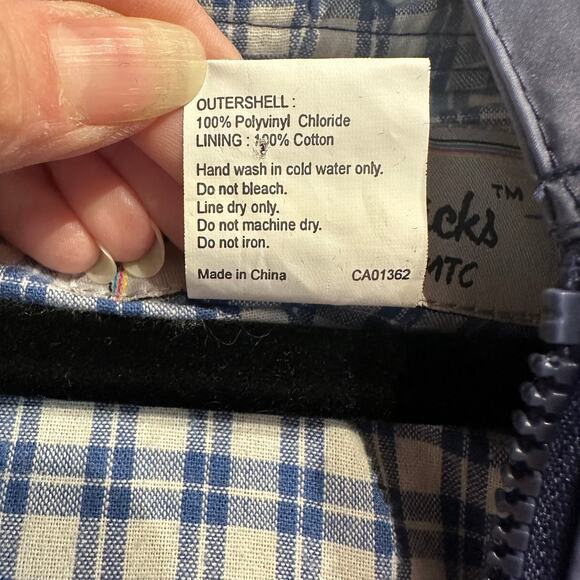 OUTERSHELL :
100% Polyvinyl Chloride
LINING : 100% Cotton
Hand wash in cold water only.
Do not bleach.
Line dry only.
Do not machine dry.
Do not iron.
Made in China CA01362
TM